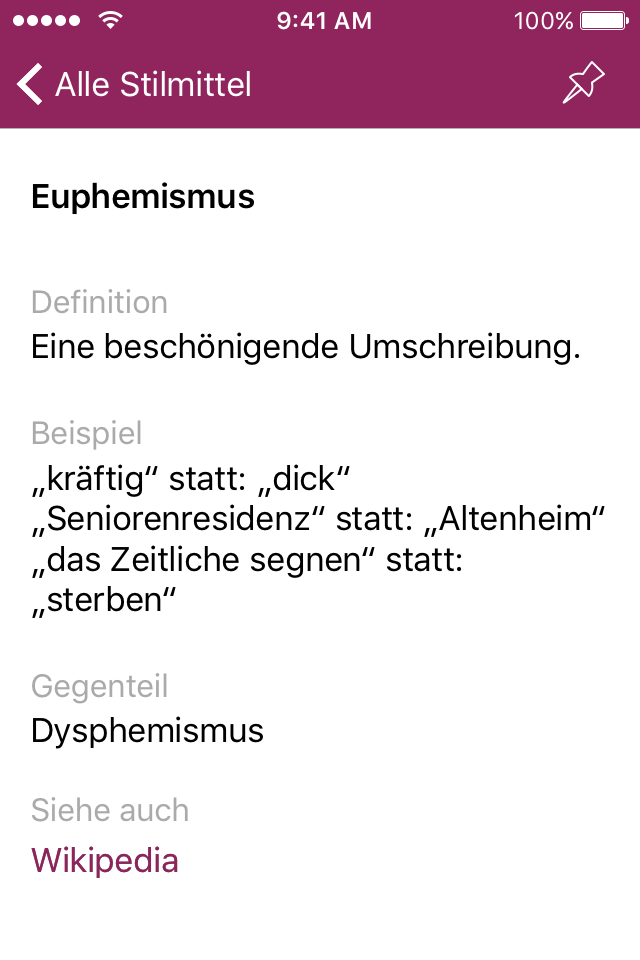 9:41 AM 100%
Alle Stilmittel
Euphemismus
Definition
Eine beschönigende Umschreibung.
Beispiel
„kräftig“ statt: „dick“
„Seniorenresidenz“ statt: „Altenheim“
„das Zeitliche segnen“ statt:
„sterben“
Gegenteil
Dysphemismus
Siehe auch
Wikipedia